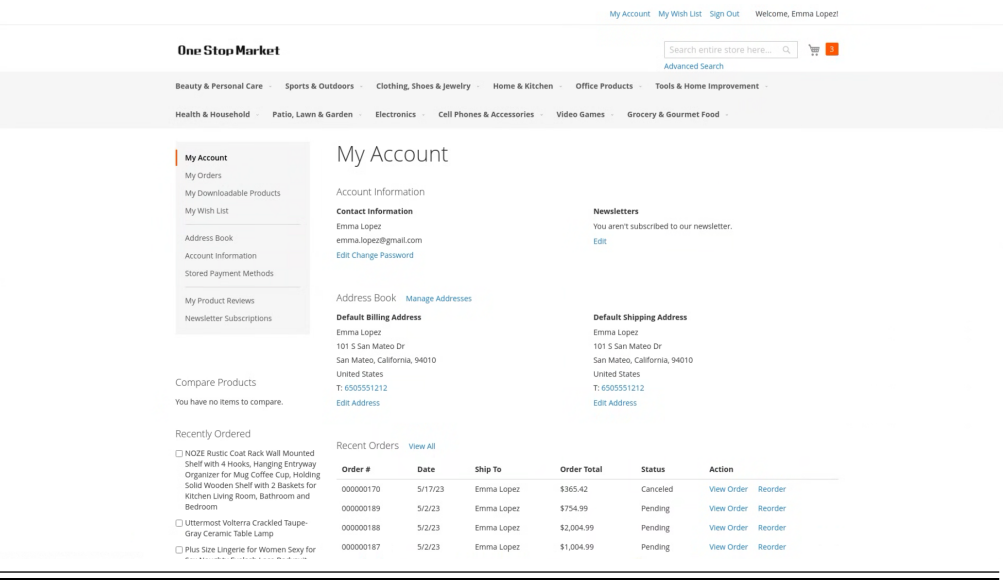 My Account My Wish List Sign Out Welcome, Emma Lopez!
One Stop Market
Search entire store here...
3
Advanced Search
Beauty & Personal Care Sports & Outdoors Clothing, Shoes & Jewelry Home & Kitchen Office Products Tools & Home Improvement
Health & Household Patio, Lawn & Garden Electronics Cell Phones & Accessories Video Games Grocery & Gourmet Food
My Account
My Orders
My Downloadable Products
My Wish List
Address Book
Account Information
Stored Payment Methods
My Product Reviews
Newsletter Subscriptions
Compare Products
You have no items to compare.
Recently Ordered
NOZE Rustic Coat Rack Wall Mounted
Shelf with 4 Hooks, Hanging Entryway
Organizer for Mug Coffee Cup, Holding
Solid Wooden Shelf with 2 Baskets for
Kitchen Living Room, Bathroom and
Bedroom
Uttermost Volterra Crackled Taupe-
Gray Ceramic Table Lamp
Plus Size Lingerie for Women Sexy for
My Account
Account Information
Contact Information
Emma Lopez
emma.lopez@gmail.com
Edit Change Password
Newsletters
You aren't subscribed to our newsletter.
Edit
Address Book Manage Addresses
Default Billing Address
Emma Lopez
101 S San Mateo Dr
San Mateo, California, 94010
United States
T: 6505551212
Edit Address
Default Shipping Address
Emma Lopez
101 S San Mateo Dr
San Mateo, California, 94010
United States
T: 6505551212
Edit Address
Recent Orders View All
Order # Date Ship To Order Total Status Action
000000170 5/17/23 Emma Lopez $365.42 Canceled View Order Reorder
000000189 5/2/23 Emma Lopez $754.99 Pending View Order Reorder
000000188 5/2/23 Emma Lopez $2,004.99 Pending View Order Reorder
000000187 5/2/23 Emma Lopez $1,004.99 Pending View Order Reorder